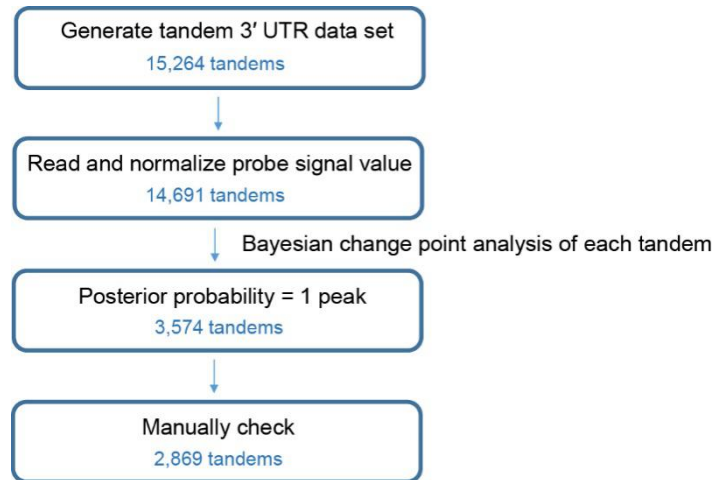 Generate tandem 3′ UTR data set
15,264 tandems
Read and normalize probe signal value
14,691 tandems
Bayesian change point analysis of each tandem
Posterior probability = 1 peak
3,574 tandems
Manually check
2,869 tandems